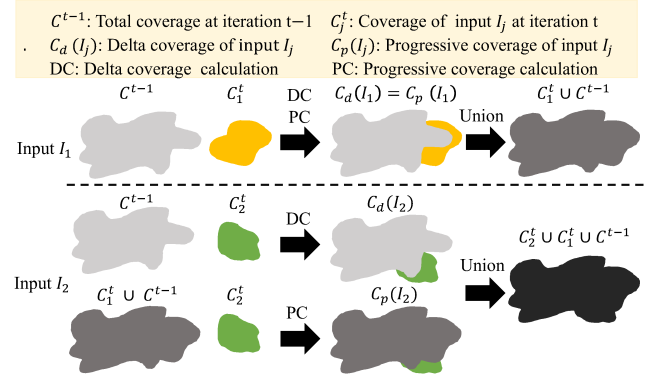 C^{t−1}: Total coverage at iteration t−1 C_j^t: Coverage of input I_j at iteration t
. C_d (I_j): Delta coverage of input I_j C_p(I_j): Progressive coverage of input I_j
DC: Delta coverage calculation PC: Progressive coverage calculation
C^{t−1} C_1^t DC C_d(I_1) = C_p (I_1) C_1^t ∪ C^{t−1}
PC Union
Input I_1
C^{t−1} C_2^t DC C_d(I_2)
C_2^t ∪ C_1^t ∪ C^{t−1}
Union
Input I_2
C_1^t ∪ C^{t−1} C_2^t PC C_p(I_2)